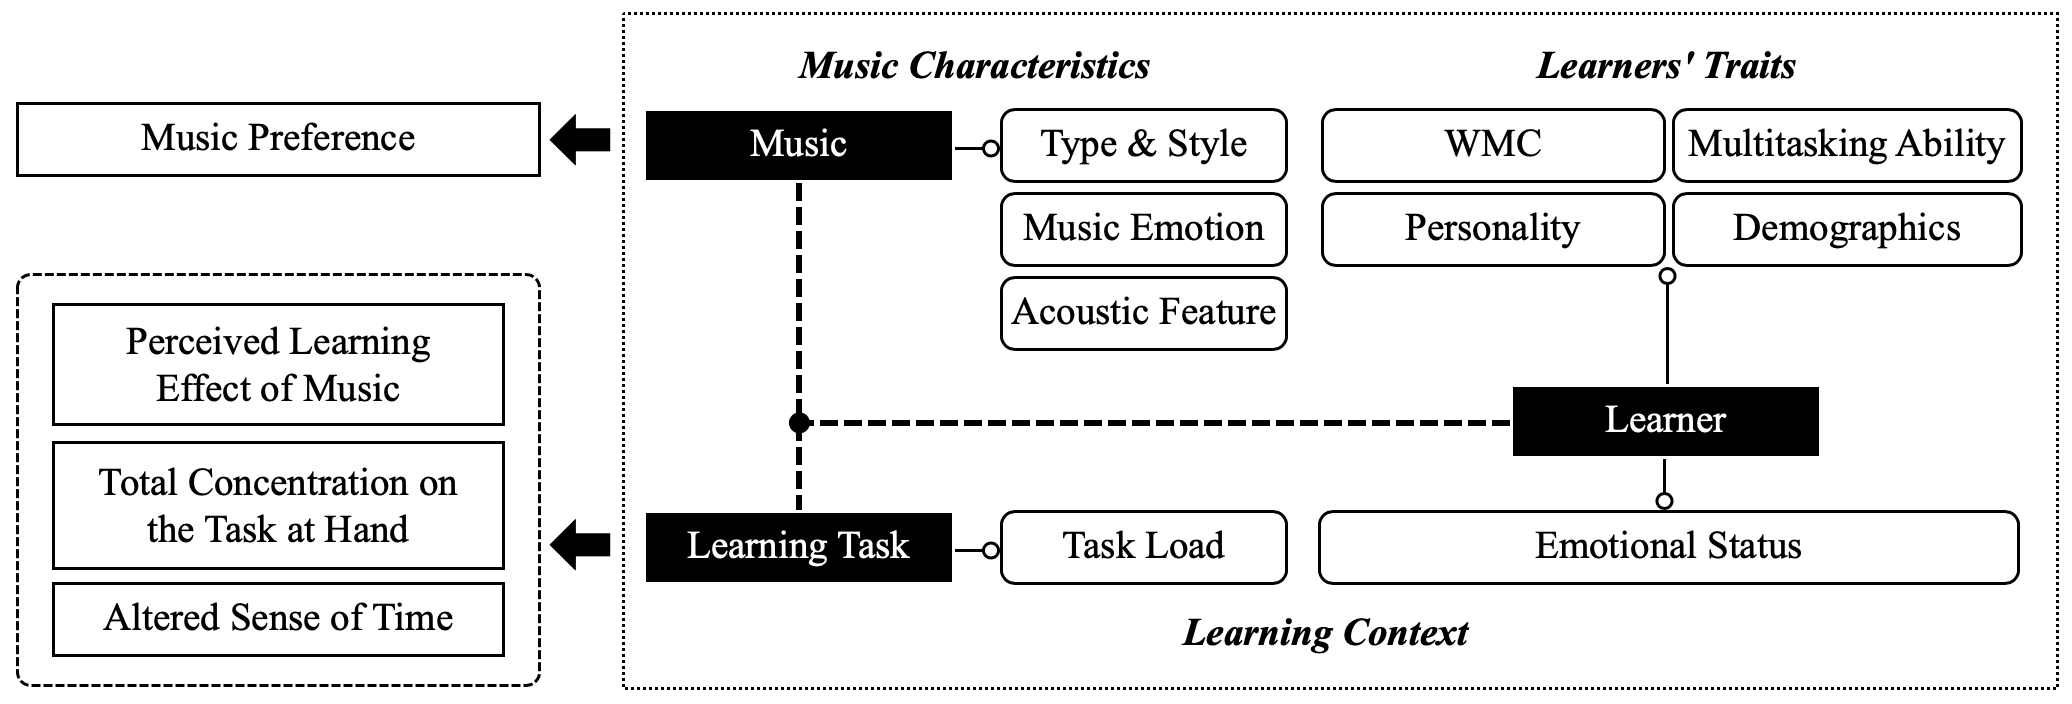 Music Preference
Perceived Learning
Effect of Music
Total Concentration on
the Task at Hand
Altered Sense of Time
Music Characteristics
Music
Type & Style
Music Emotion
Acoustic Feature
Learners' Traits
WMC
Multitasking Ability
Personality
Demographics
Learner
Learning Task
Task Load
Emotional Status
Learning Context